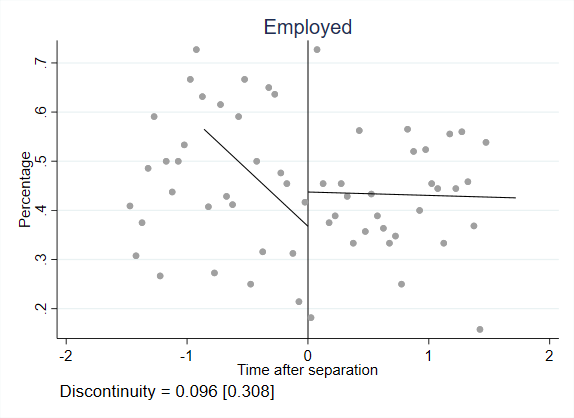 Employed
Percentage
.7
.6
.5
.4
.3
.2
-2 -1 0 1 2
Time after separation
Discontinuity = 0.096 [0.308]